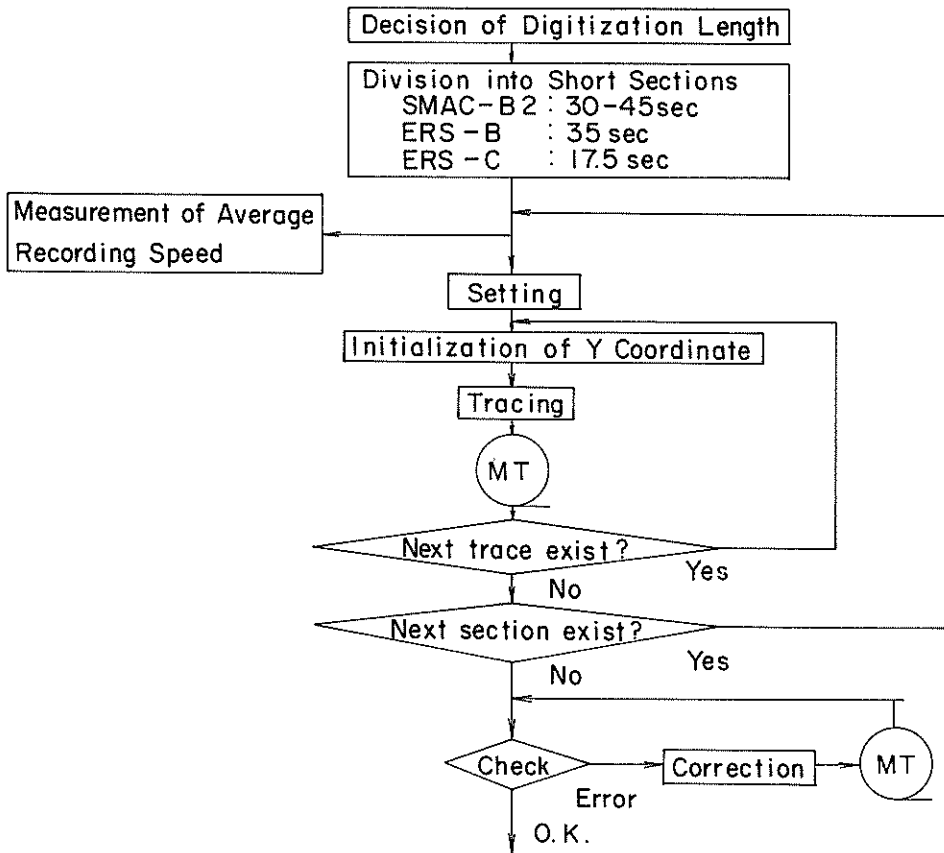 Decision of Digitization Length
Division into Short Sections
SMAC-B2 : 30-45sec
ERS-B : 35 sec
ERS-C : 17.5 sec
Measurement of Average
Recording Speed
Setting
Initialization of Y Coordinate
Tracing
MT
Next trace exist?
Yes
No
Next section exist?
Yes
No
Check
Correction
MT
Error
O.K.